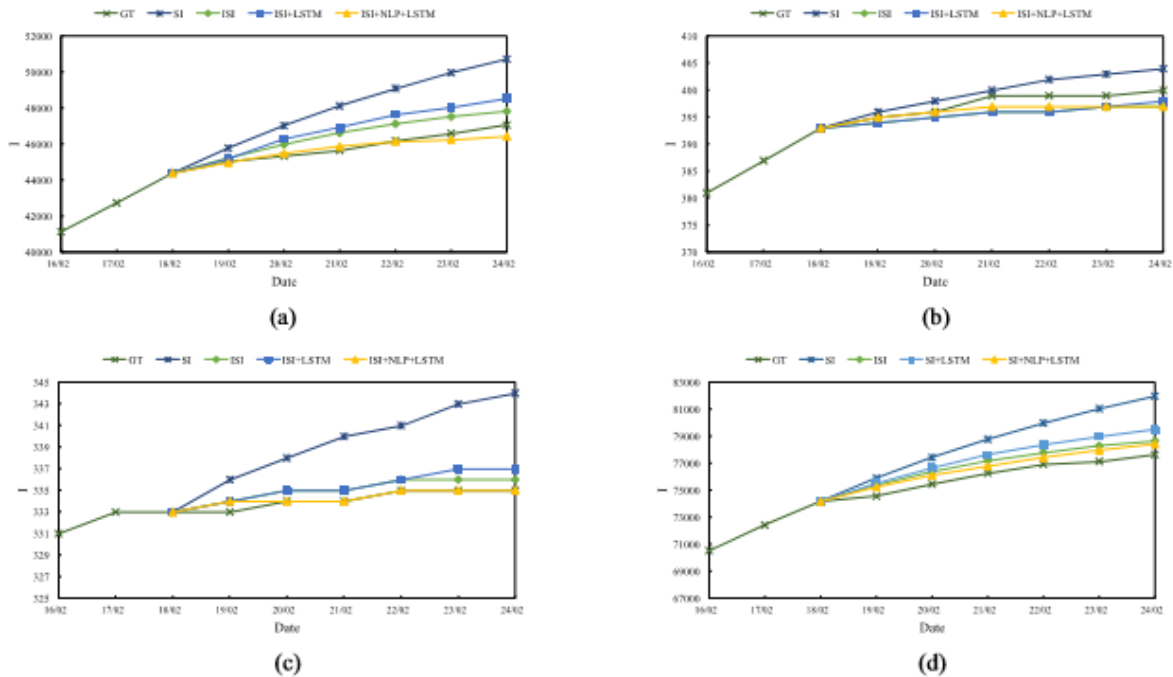 GT SI ISI ISI+LSTM ISI+NLP+LSTM
52000
50000
48000
46000
44000
42000
40000
I
16/02 17/02 18/02 19/02 20/02 21/02 22/02 23/02 24/02
Date
(a)
GT SI ISI ISI+LSTM ISI+NLP+LSTM
410
405
400
395
390
385
380
375
370
I
16/02 17/02 18/02 19/02 20/02 21/02 22/02 23/02 24/02
Date
(b)
GT SI ISI ISI+LSTM ISI+NLP+LSTM
345
343
341
339
337
335
333
331
329
327
325
I
16/02 17/02 18/02 19/02 20/02 21/02 22/02 23/02 24/02
Date
(c)
GT SI ISI SI+LSTM SI+NLP+LSTM
83000
81000
79000
77000
75000
73000
71000
69000
67000
I
16/02 17/02 18/02 19/02 20/02 21/02 22/02 23/02 24/02
Date
(d)